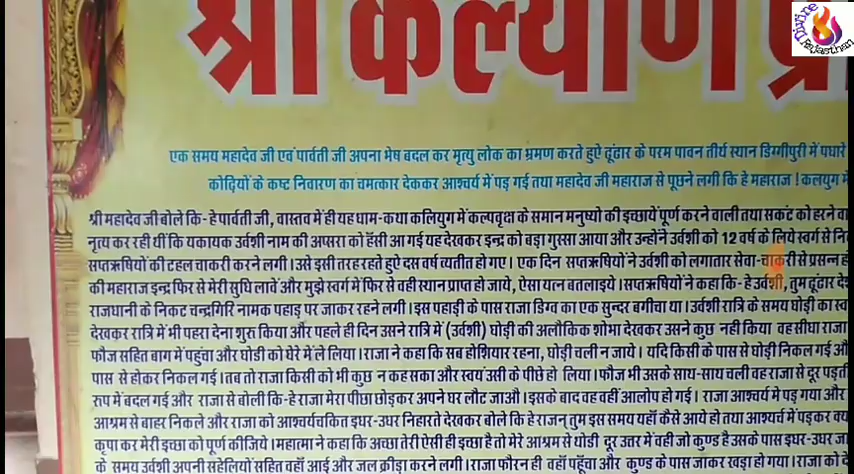 Divine
Rajasthan
श्री कल्याण
एक समय महादेव जी एवं पार्वती जी अपना भेष बदल कर मृत्यु लोक का भ्रमण करते हुऐ ढूंढार के परम पावन तीर्थ स्थान डिग्गीपुरी में पधारे
कोढ़ियों के कष्ट निवारण का चमत्कार देककर आश्चर्य में पड़ गई तथा महादेव जी महाराज से पूछने लगी कि हे महाराज ! कलयुग में
श्री महादेव जी बोले कि- हे पार्वती जी, वास्तव में ही यह धाम-कथा कलियुग में कल्पवृक्ष के समान मनुष्यो की इच्छायें पूर्ण करने वाली तथा सकंट को हरने वा
नृत्य कर रही थीं कि यकायक उर्वशी नाम की अप्सरा को हँसी आ गई यह देखकर इन्द्र को बड़ा गुस्सा आया और उन्होंने उर्वशी को 12 वर्ष के लिये स्वर्ग से नि
सप्तऋषियों की टहल चाकरी करने लगी। उसे इसी तरह रहते हुऐ दस वर्ष व्यतीत हो गए। एक दिन सप्तऋषियों ने उर्वशी को लगातार सेवा-चाकरी से प्रसन्न ह
की महाराज इन्द्र फिर से मेरी सुधि लावें और मुझे स्वर्ग में फिर से वही स्थान प्राप्त हो जाये, ऐसा यत्न बतलाइये। सप्तऋषियों ने कहा कि- हे उर्वशी, तुम ढूंढार दे
राजधानी के निकट चन्द्रगिरि नामक पहाड़ पर जाकर रहने लगी। इस पहाड़ी के पास राजा डिग्व का एक सुन्दर बगीचा था। उर्वशी रात्रि के समय घोड़ी का स्व
देखकर रात्रि में भी पहरा देना शुरु किया और पहले ही दिन उसने रात्रि में (उर्वशी) घोड़ी की अलौकिक शोभा देखकर उसने कुछ नही किया वह सीधा राजा
फौज सहित बाग में पहुंचा और घोडी को घेरे में ले लिया। राजा ने कहा कि सब होशियार रहना, घोड़ी चली न जाये। यदि किसी के पास से घोड़ी निकल गई औ
पास से होकर निकल गई। तब तो राजा किसी को भी कुछ न कह सका और स्वयं उसी के पीछे हो लिया। फौज भी उसके साथ-साथ चली वह राजा से दूर पड़ती
रुप में बदल गई और राजा से बोली कि-हे राजा मेरा पीछा छोड़कर अपने घर लौट जाओ। इसके बाद वह वहीं आलोप हो गई। राजा आश्चर्य में पड़ गया और
आश्रम से बाहर निकले और राजा को आश्चर्यचकित इधर-उधर निहारते देखकर बोले कि हे राजन् तुम इस समय यहाँ कैसे आये हो तथा आश्चर्य में पड़कर क्य
कृपा कर मेरी इच्छा को पूर्ण कीजिये। महात्मा ने कहा कि अच्छा तेरी ऐसी ही इच्छा है तो मेरे आश्रम से थोडी दूर उत्तर में वही जो कुण्ड है उसके पास इधर-उधर जा
के समय उर्वशी अपनी सहेलियों सहित वहाँ आई और जल क्रीड़ा करने लगी। राजा फौरन ही वहाँ पहूँचा और कुण्ड के पास जाकर खड़ा हो गया। राजा को दे